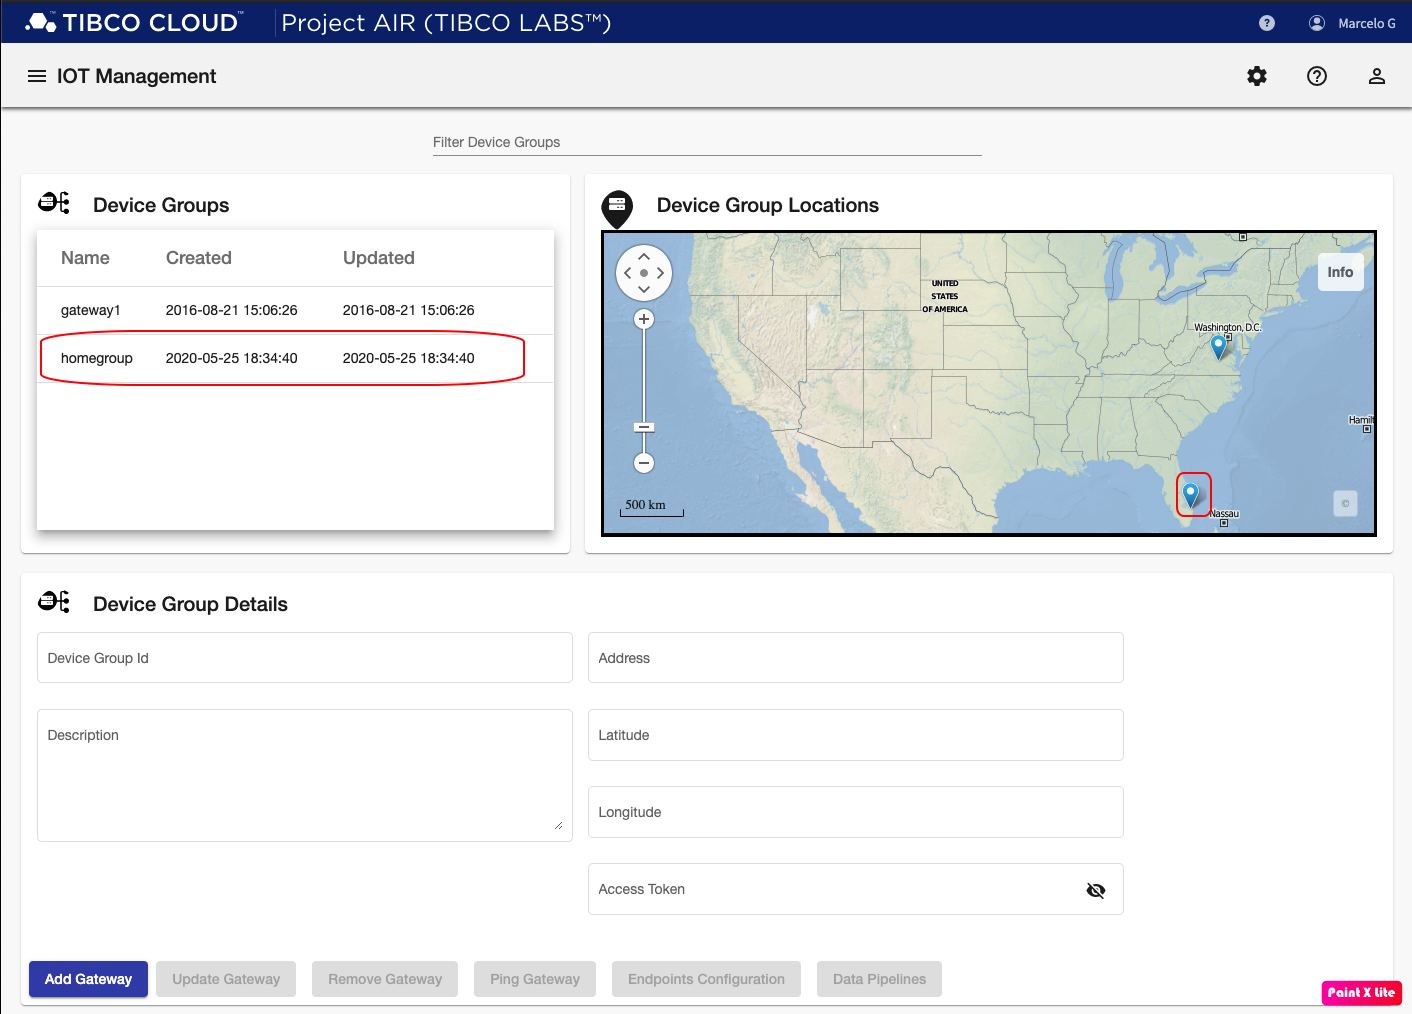 TIBCO CLOUD™ Project AIR (TIBCO LABS™) ? Marcelo G
IOT Management
Filter Device Groups
Device Groups
Name Created Updated
gateway1 2016-08-21 15:06:26 2016-08-21 15:06:26
homegroup 2020-05-25 18:34:40 2020-05-25 18:34:40
Device Group Locations
Info
UNITED
STATES
OF AMERICA
Washington, D.C.
Hamil
500 km
Nassau
©
Device Group Details
Device Group Id
Address
Description
Latitude
Longitude
Access Token
Add Gateway Update Gateway Remove Gateway Ping Gateway Endpoints Configuration Data Pipelines
Paint X Lite